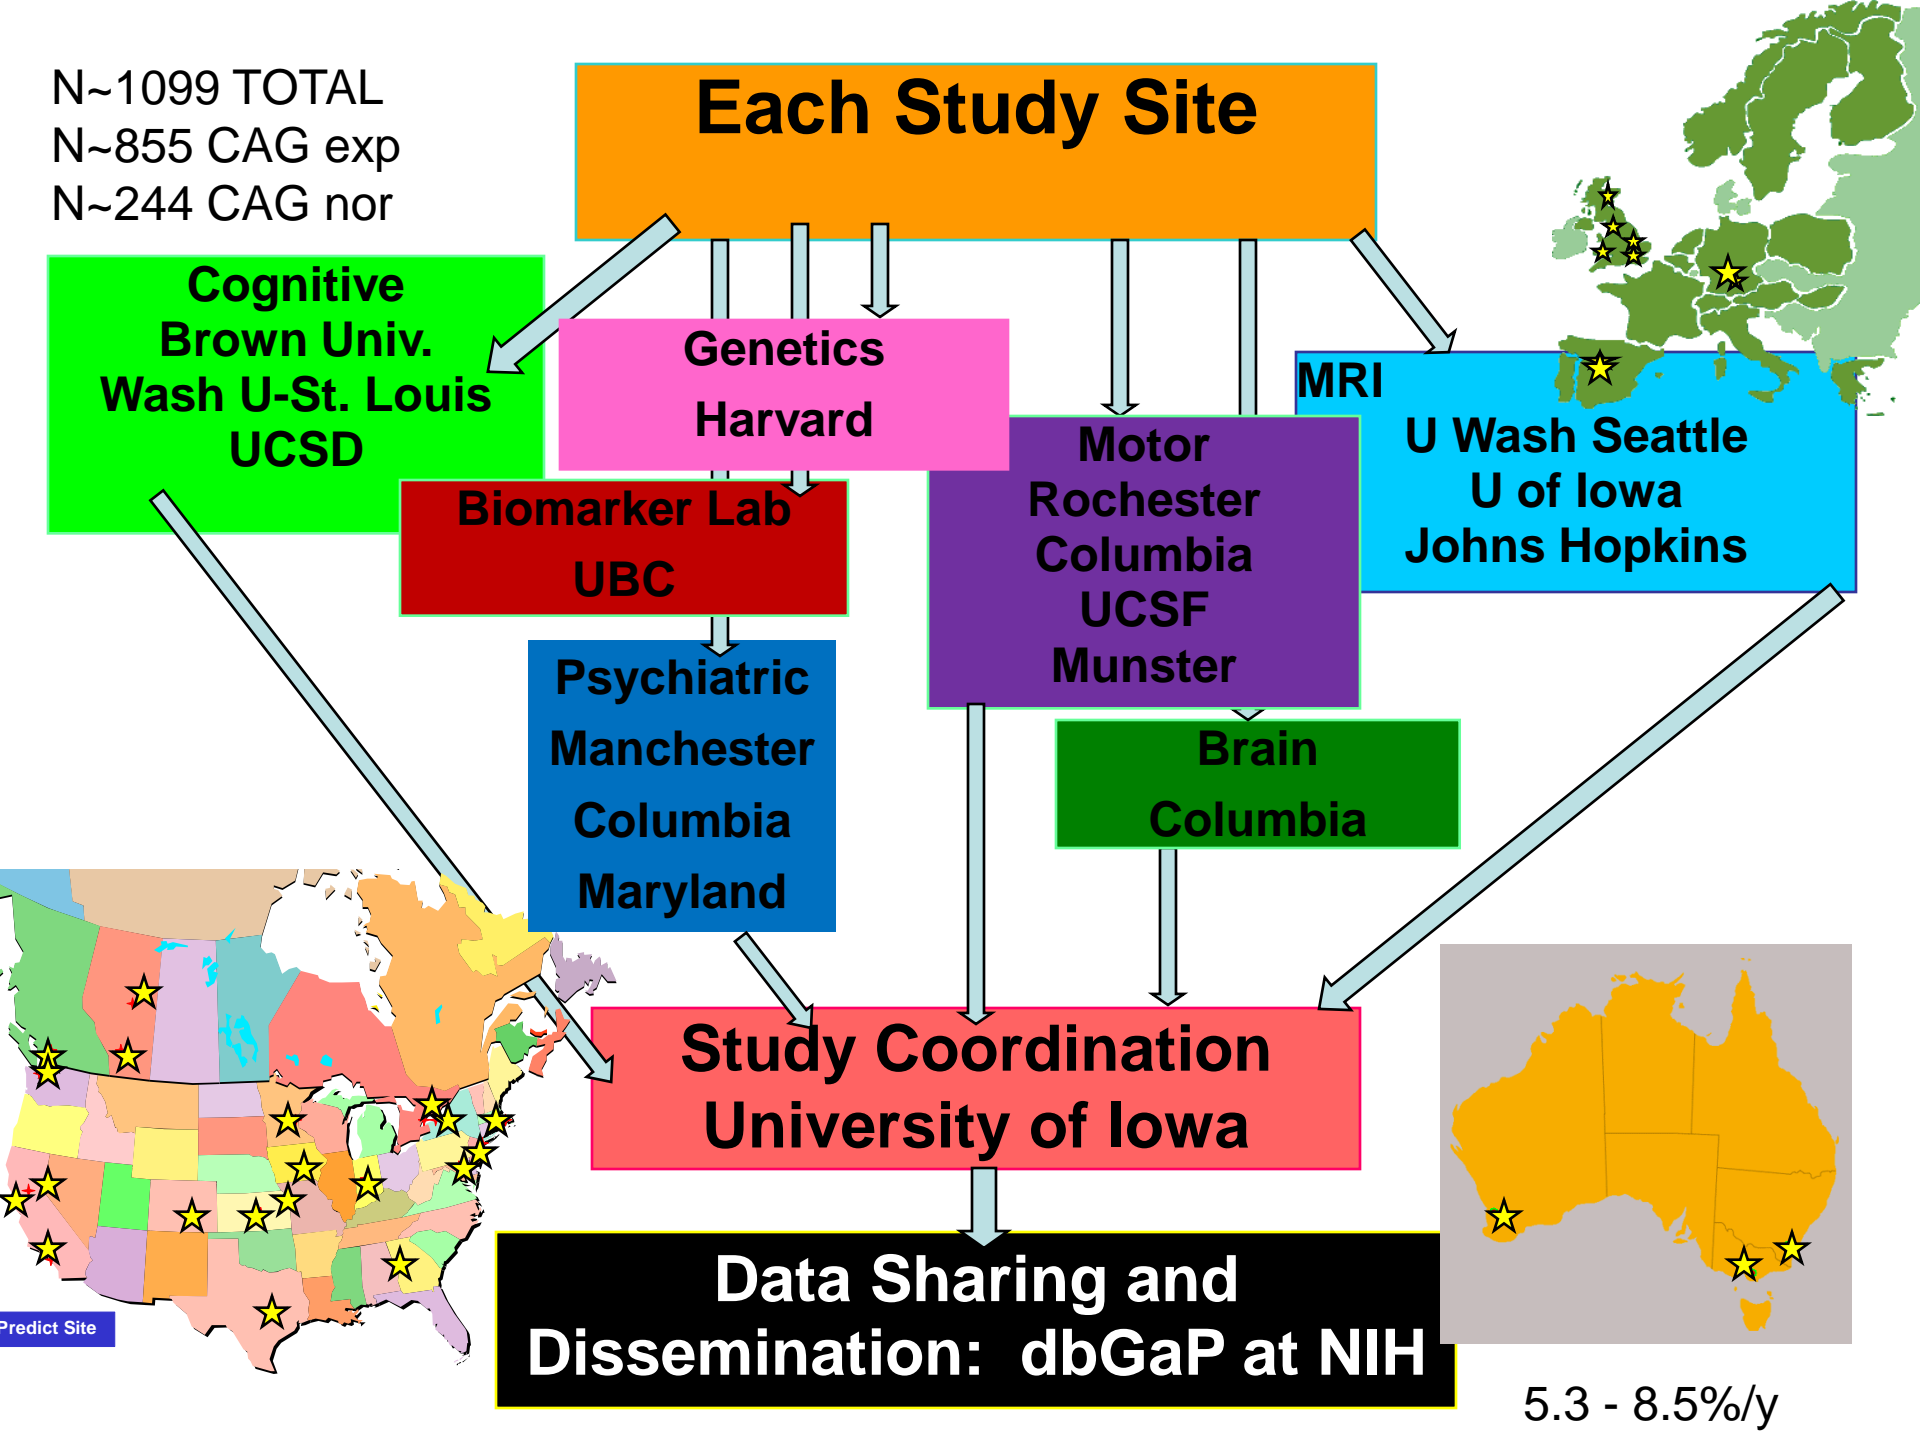 N~1099 TOTAL
N~855 CAG exp
N~244 CAG nor
Each Study Site
Cognitive
Brown Univ.
Wash U-St. Louis
UCSD
Genetics
Harvard
Biomarker Lab
UBC
Motor
Rochester
Columbia
UCSF
Munster
MRI
U Wash Seattle
U of Iowa
Johns Hopkins
Psychiatric
Manchester
Columbia
Maryland
Brain
Columbia
Study Coordination
University of Iowa
Data Sharing and
Dissemination:  dbGaP at NIH
Predict Site
5.3 - 8.5%/y